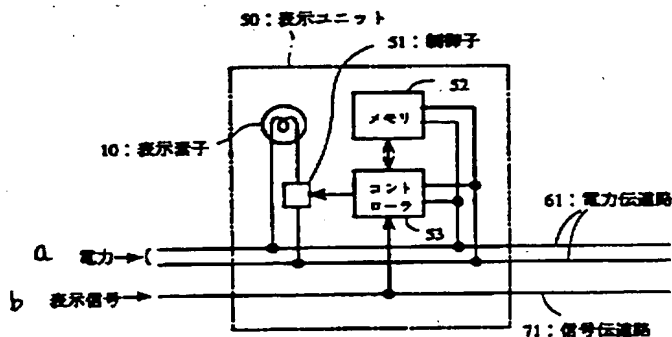 50：表示ユニット
51：制御子
52
メモリ
10：表示素子
コント
ローラ
53
61：電力伝道路
a 電力
b 表示信号
71：信号伝道路